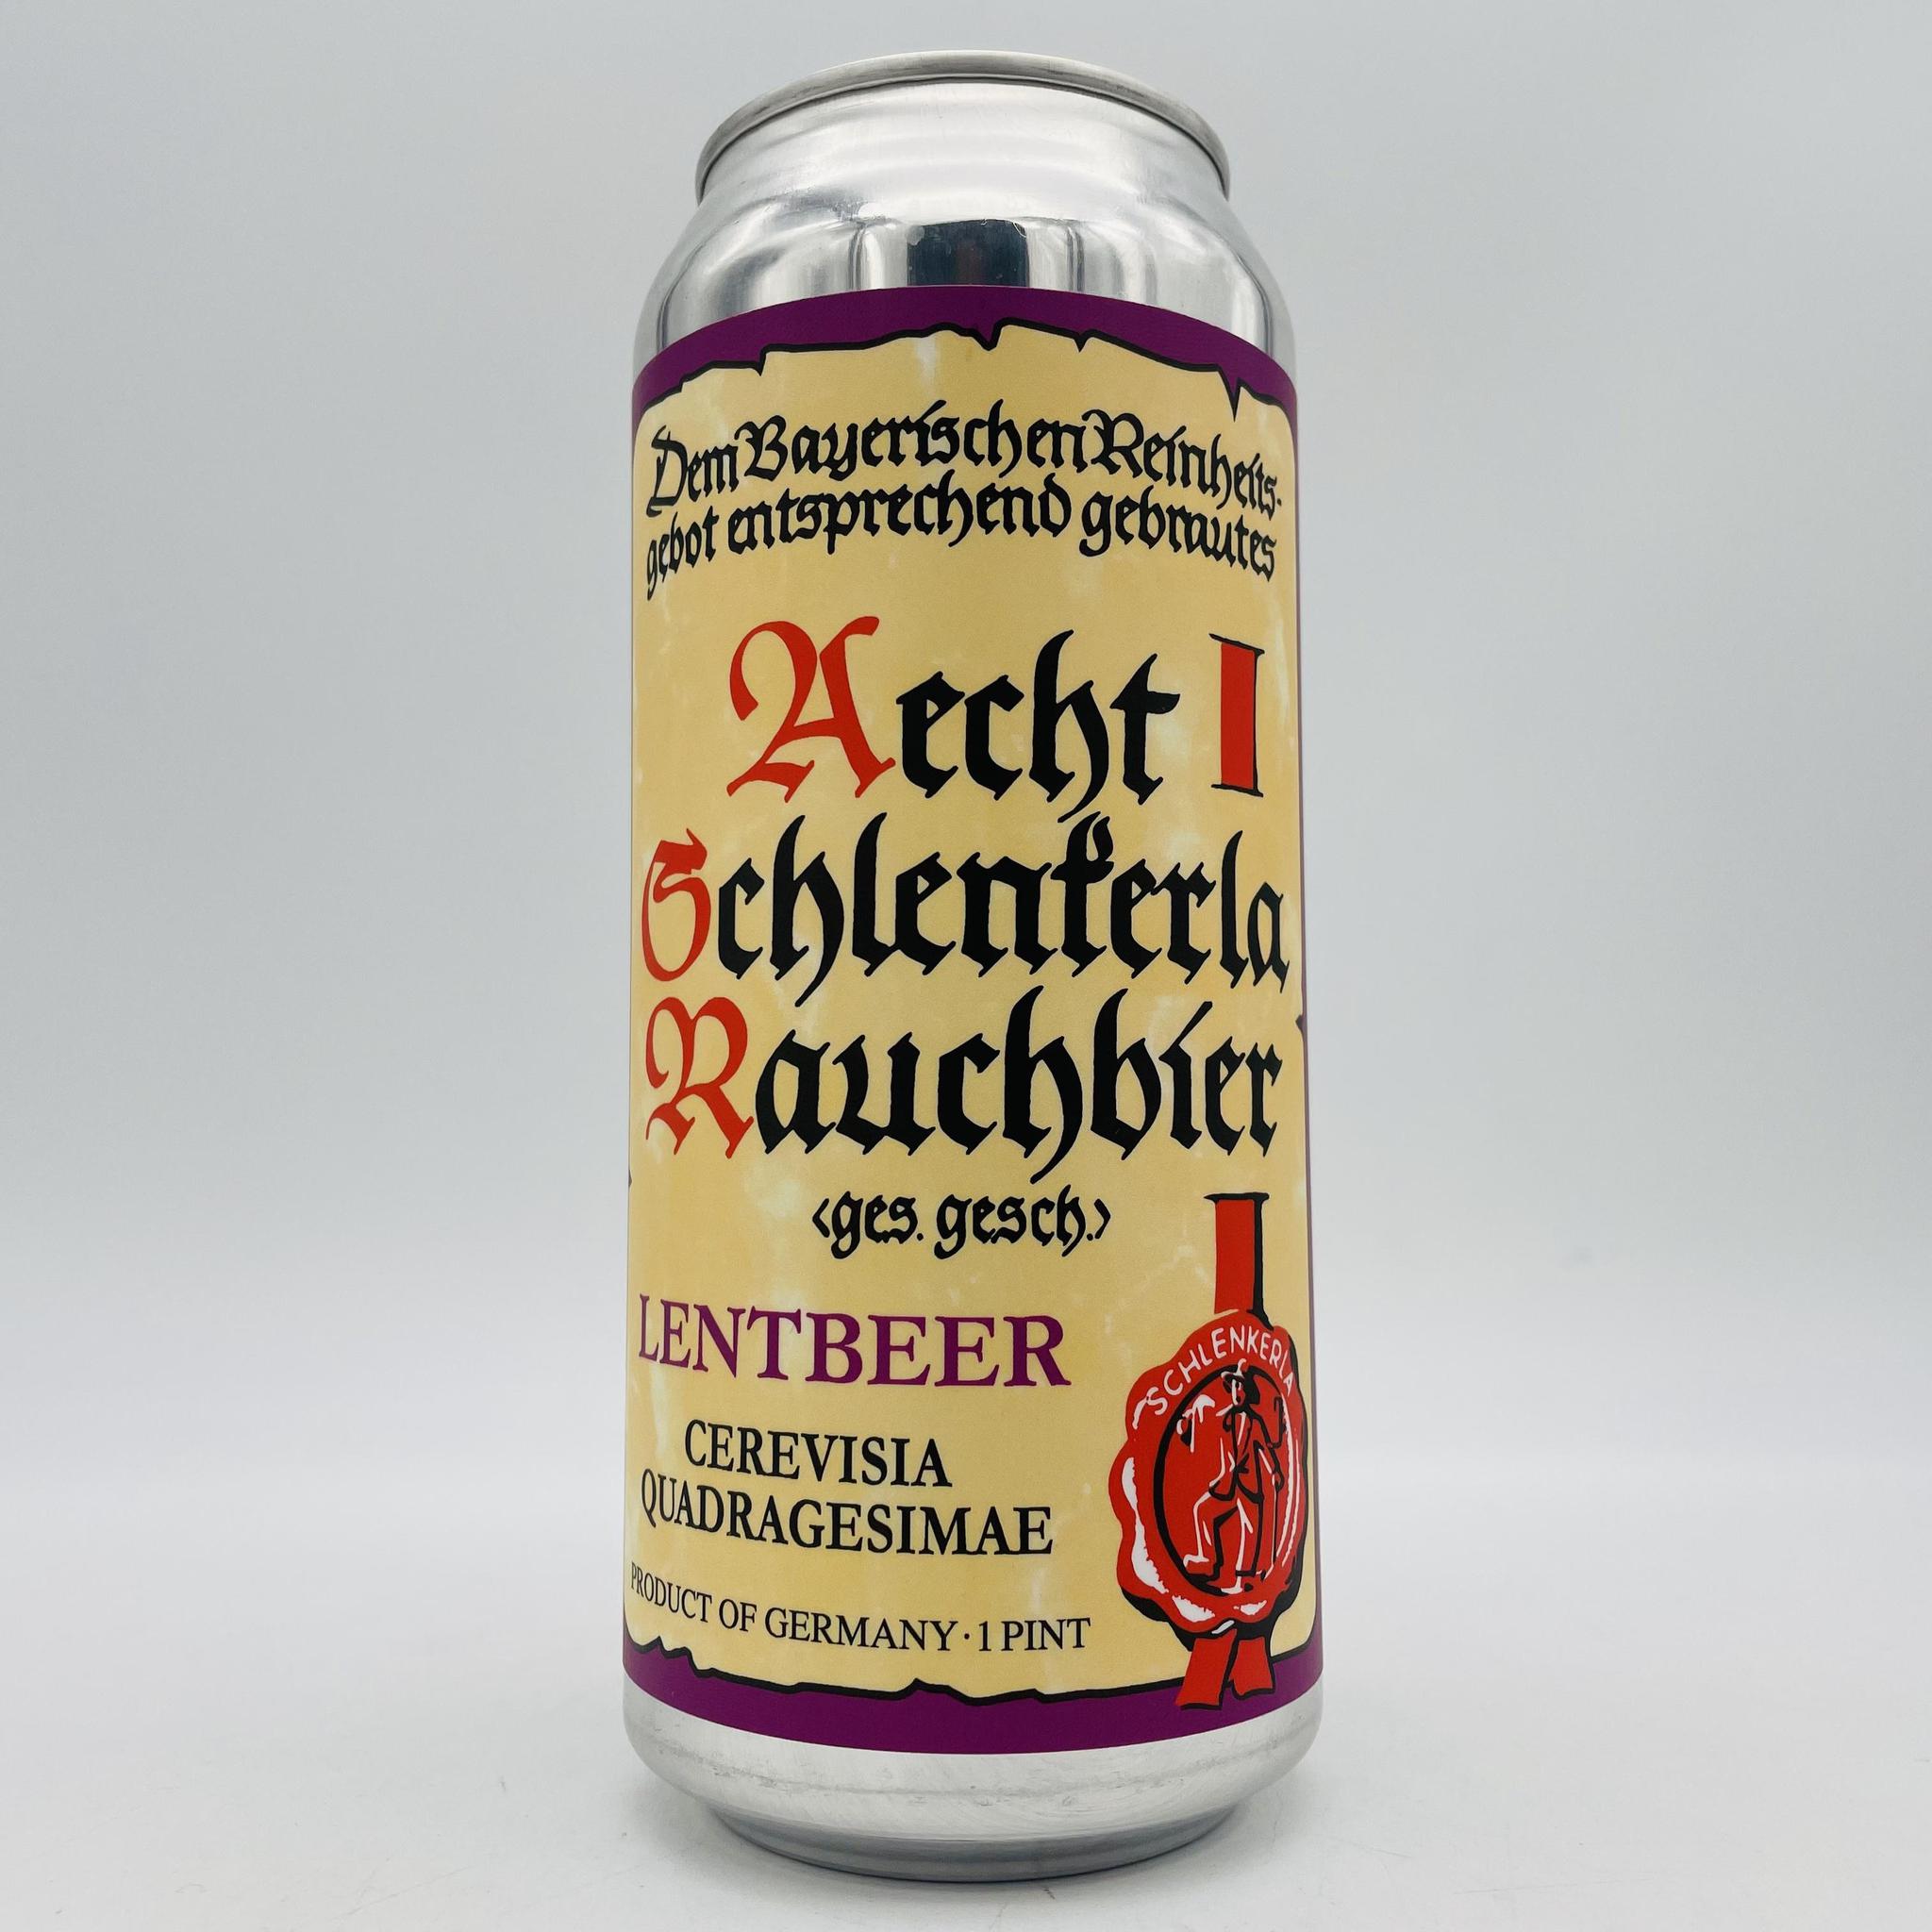 Dem Bayerischen Reinheits-
gebot entsprechend gebrautes
Aecht
Schlenkerla
Rauchbier
<ges. gesch.>
LENTBEER
CEREVISIA
QUADRAGESIMAE
PRODUCT OF GERMANY · 1 PINT
SCHLENKERLA